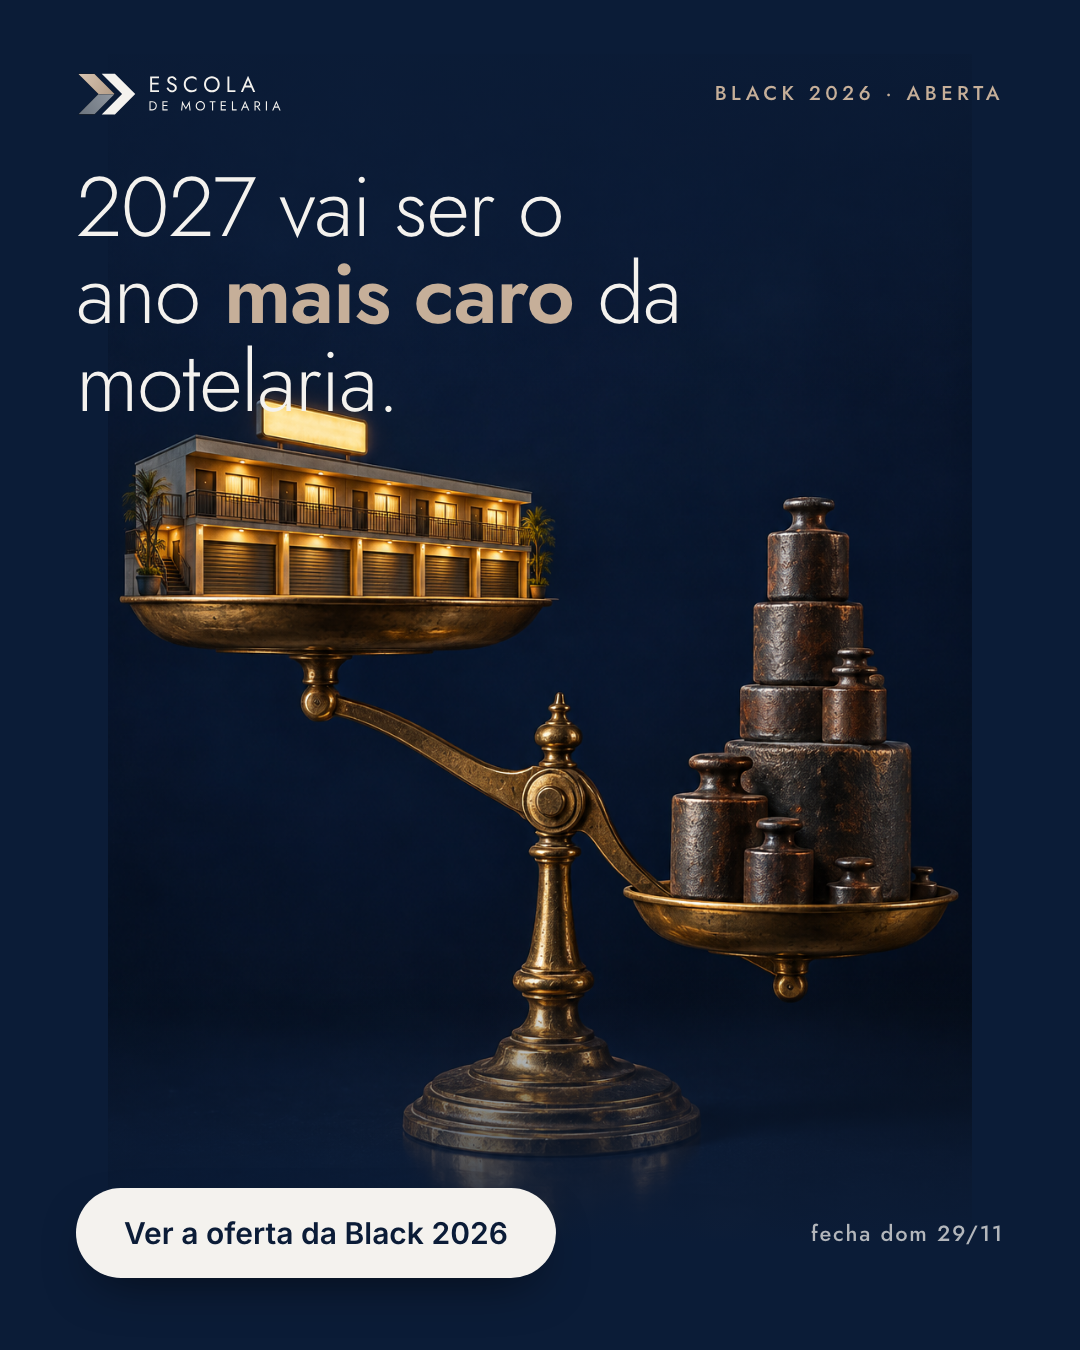 ESCOLA
DE MOTELARIA
BLACK 2026 · ABERTA
2027 vai ser o
ano mais caro da
motelaria.
Ver a oferta da Black 2026
fecha dom 29/11